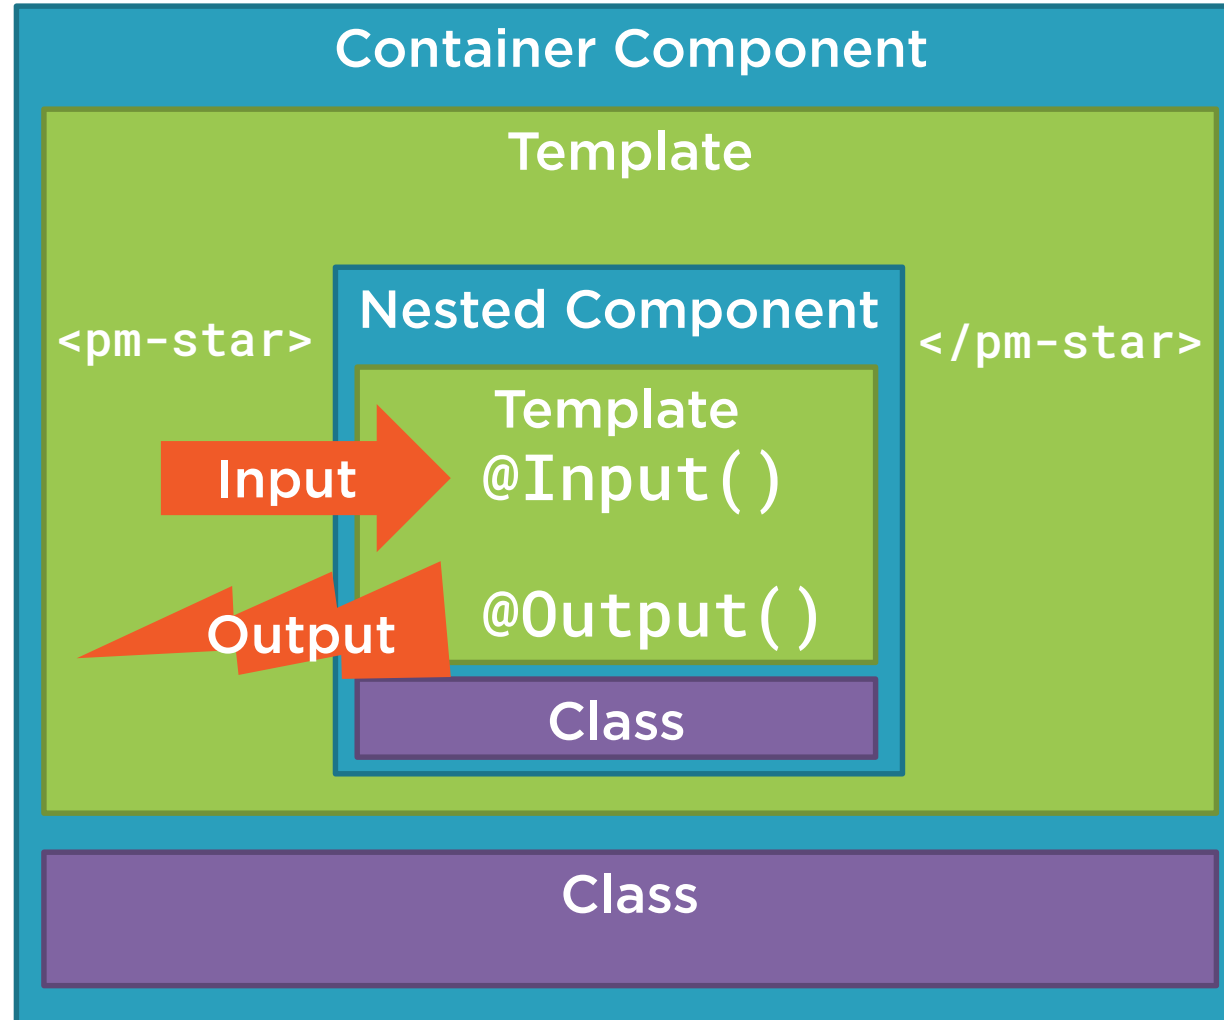 Container Component
Template
<pm-star>
Nested Component
</pm-star>
Template
Input
@Input()
Output
@Output()
Class
Class